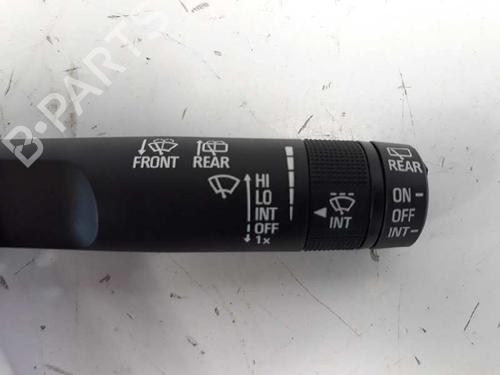 B-PARTS
FRONT
REAR
HI
LO
INT
OFF
1x
INT
REAR
ON
OFF
INT